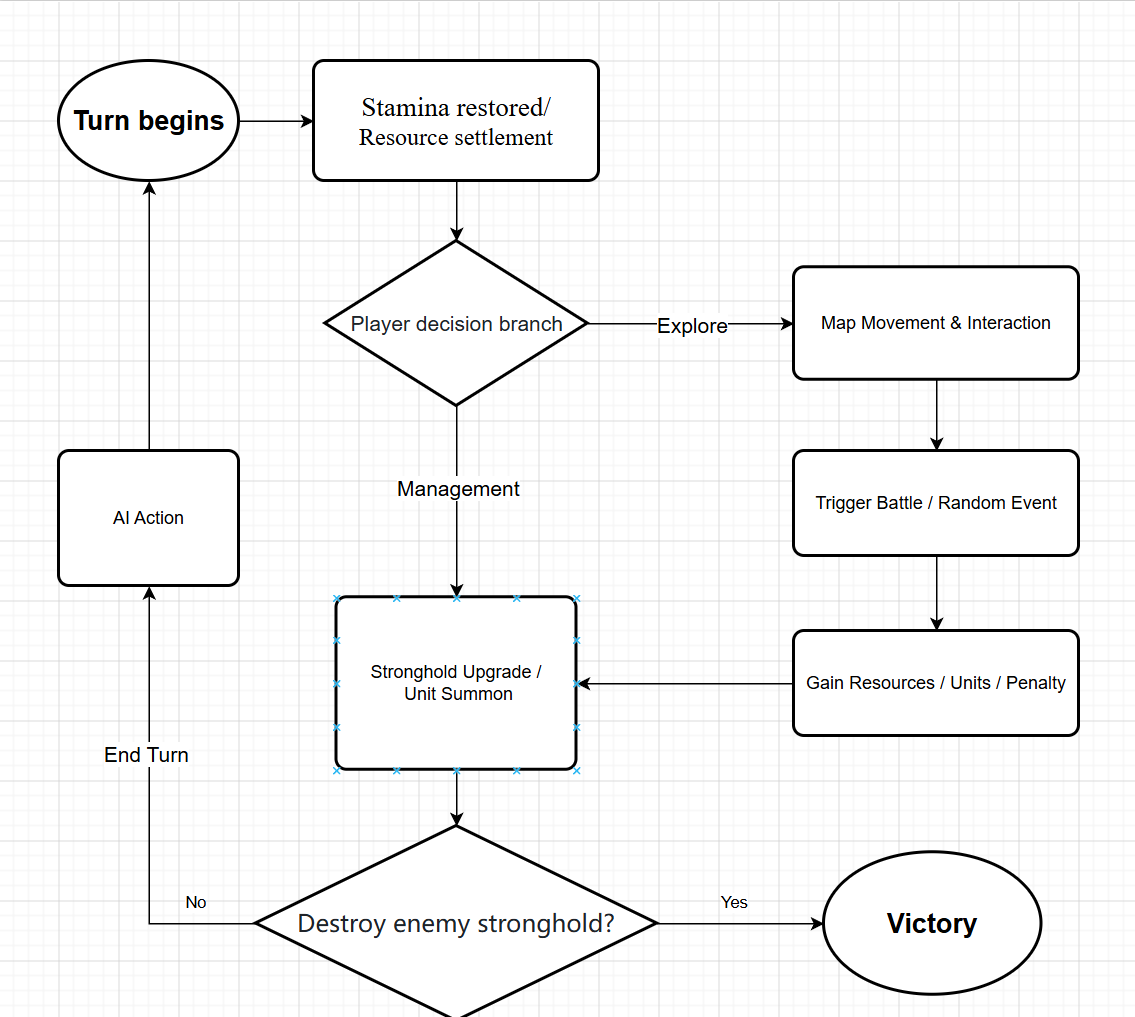 Turn begins
Stamina restored/
Resource settlement
Player decision branch
Explore
Map Movement & Interaction
Management
Trigger Battle / Random Event
AI Action
Stronghold Upgrade /
Unit Summon
Gain Resources / Units / Penalty
End Turn
No
Destroy enemy stronghold?
Yes
Victory